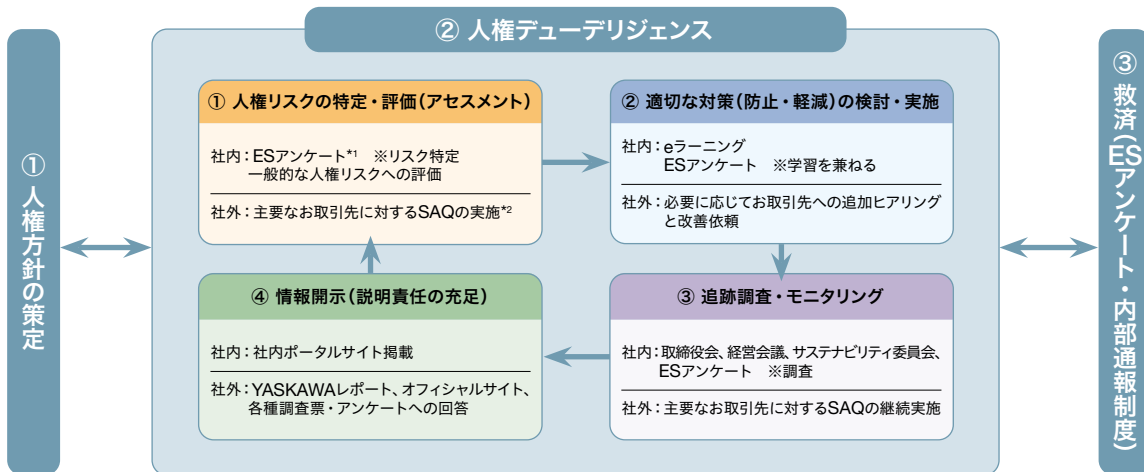 ① 人権方針の策定
② 人権デューデリジェンス
① 人権リスクの特定・評価（アセスメント）
社内：ESアンケート*1　※リスク特定
一般的な人権リスクへの評価
社外：主要なお取引先に対するSAQの実施*2
② 適切な対策（防止・軽減）の検討・実施
社内：eラーニング
ESアンケート　※学習を兼ねる
社外：必要に応じてお取引先への追加ヒアリング
と改善依頼
③ 追跡調査・モニタリング
社内：取締役会、経営会議、サステナビリティ委員会、
ESアンケート　※調査
社外：主要なお取引先に対するSAQの継続実施
④ 情報開示（説明責任の充足）
社内：社内ポータルサイト掲載
社外：YASKAWAレポート、オフィシャルサイト、
各種調査票・アンケートへの回答
③ 救済（ESアンケート・内部通報制度）